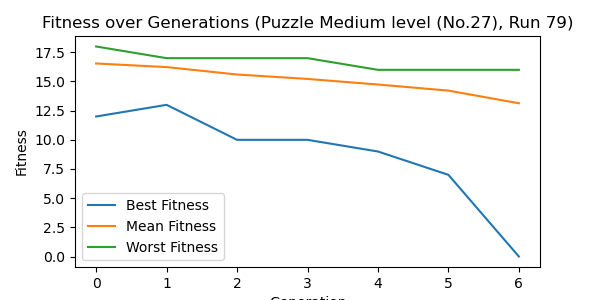 Fitness over Generations (Puzzle Medium level (No.27), Run 79)
17.5
15.0
12.5
10.0
7.5
5.0
2.5
0.0
Fitness
Best Fitness
Mean Fitness
Worst Fitness
0 1 2 3 4 5 6
Generation